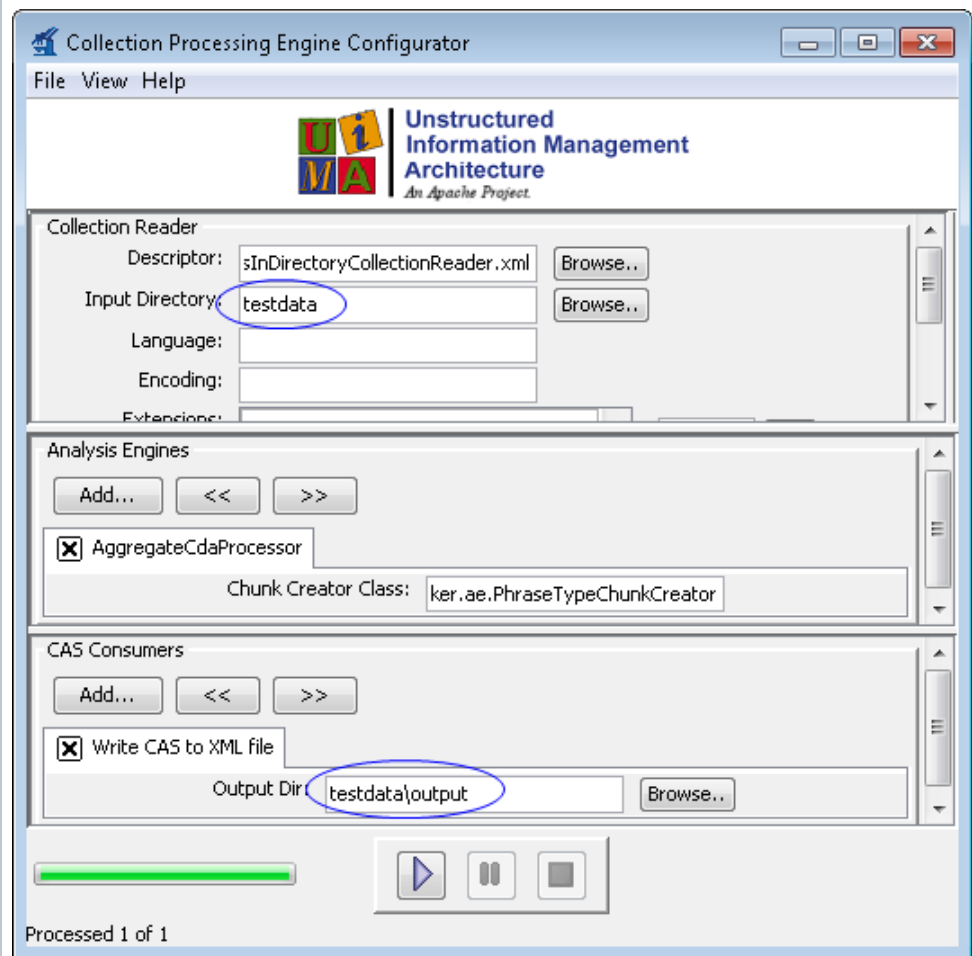 Collection Processing Engine Configurator
File View Help
UiMA
Unstructured
Information Management
Architecture
An Apache Project.
Collection Reader
Descriptor: sInDirectoryCollectionReader.xml Browse..
Input Directory: testdata Browse..
Language:
Encoding:
Extensions:
Analysis Engines
Add... << >>
AggregateCdaProcessor
Chunk Creator Class: ker.ae.PhraseTypeChunkCreator
CAS Consumers
Add... << >>
Write CAS to XML file
Output Dir: testdata\output Browse..
Processed 1 of 1